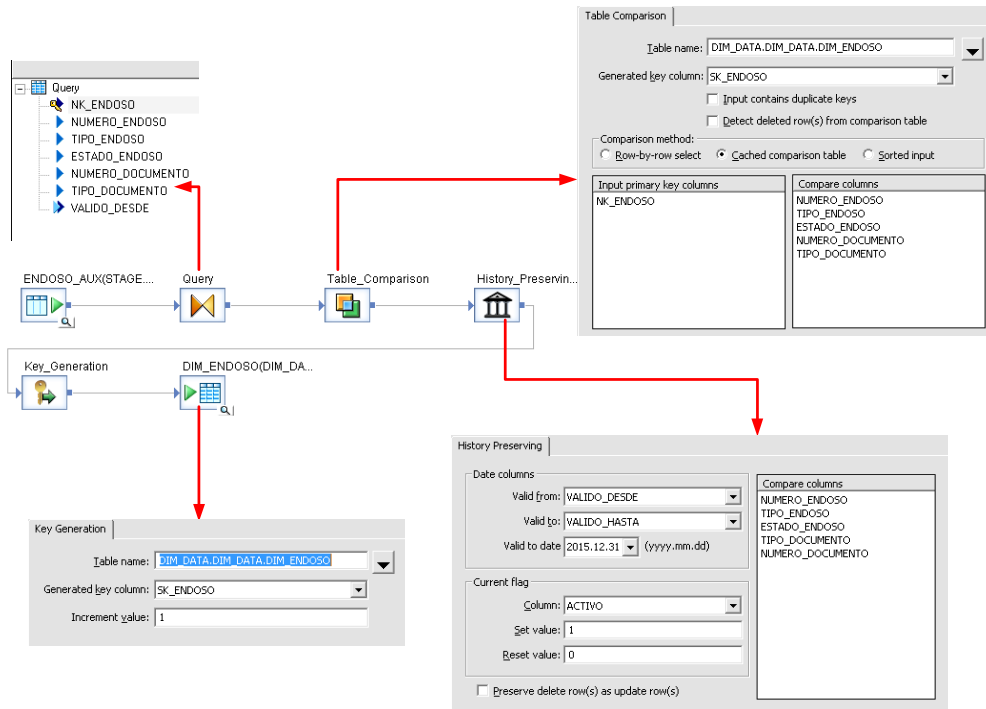 Query
NK_ENDOSO
NUMERO_ENDOSO
TIPO_ENDOSO
ESTADO_ENDOSO
NUMERO_DOCUMENTO
TIPO_DOCUMENTO
VALIDO_DESDE
Table Comparison
Table name: DIM_DATA.DIM_DATA.DIM_ENDOSO
Generated key column: SK_ENDOSO
Input contains duplicate keys
Detect deleted row(s) from comparison table
Comparison method:
Row-by-row select Cached comparison table Sorted input
Input primary key columns
NK_ENDOSO
Compare columns
NUMERO_ENDOSO
TIPO_ENDOSO
ESTADO_ENDOSO
NUMERO_DOCUMENTO
TIPO_DOCUMENTO
ENDOSO_AUX(STAGE.... Query Table_Comparison History_Preservin...
Key_Generation DIM_ENDOSO(DIM_DA...
Key Generation
Table name: DIM_DATA.DIM_DATA.DIM_ENDOSO
Generated key column: SK_ENDOSO
Increment value: 1
History Preserving
Date columns
Valid from: VALIDO_DESDE
Valid to: VALIDO_HASTA
Valid to date 2015.12.31 (yyyy.mm.dd)
Current flag
Column: ACTIVO
Set value: 1
Reset value: 0
Preserve delete row(s) as update row(s)
Compare columns
NUMERO_ENDOSO
TIPO_ENDOSO
ESTADO_ENDOSO
TIPO_DOCUMENTO
NUMERO_DOCUMENTO